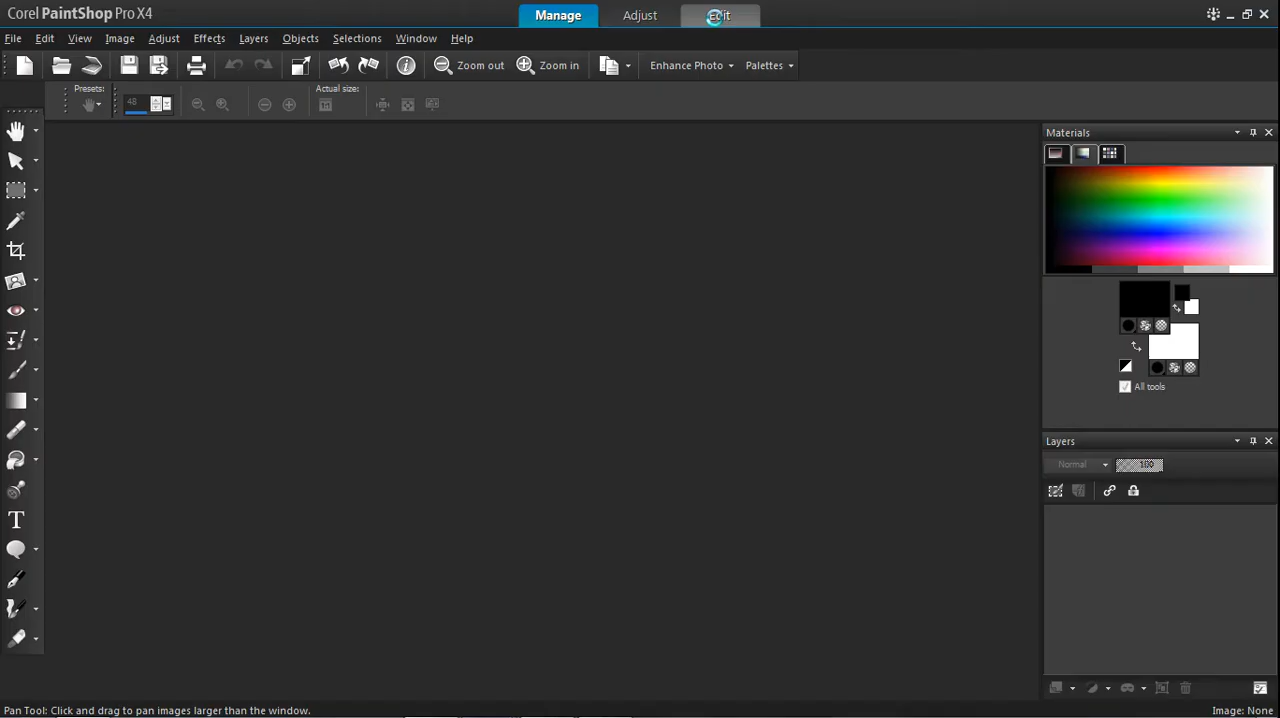 Corel PaintShop Pro X4
Manage Adjust Edit
File Edit View Image Adjust Effects Layers Objects Selections Window Help
Zoom out Zoom in Enhance Photo Palettes
Presets: Actual size:
48
Materials
All tools
Layers
Normal 100
Pan Tool: Click and drag to pan images larger than the window. Image: None